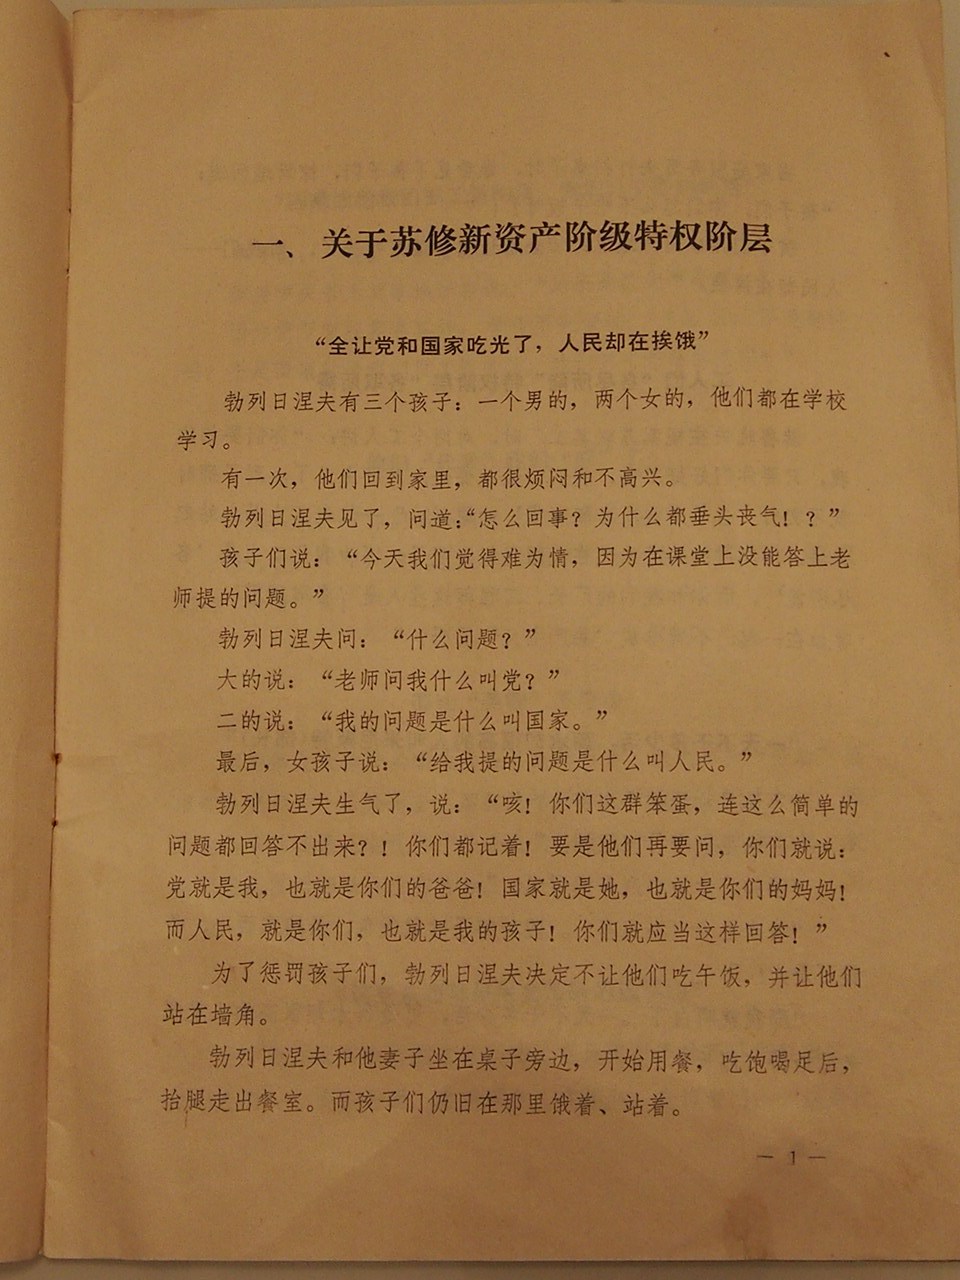 一、关于苏修新资产阶级特权阶层
“全让党和国家吃光了，人民却在挨饿”
勃列日涅夫有三个孩子：一个男的，两个女的，他们都在学校
学习。
有一次，他们回到家里，都很烦闷和不高兴。
勃列日涅夫见了，问道：“怎么回事？为什么都垂头丧气！？”
孩子们说：“今天我们觉得难为情，因为在课堂上没能答上老
师提的问题。”
勃列日涅夫问：“什么问题？”
大的说：“老师问我什么叫党？”
二的说：“我的问题是什么叫国家。”
最后，女孩子说：“给我提的问题是什么叫人民。”
勃列日涅夫生气了，说：“咳！你们这群笨蛋，连这么简单的
问题都回答不出来？！你们都记着！要是他们再要问，你们就说：
党就是我，也就是你们的爸爸！国家就是她，也就是你们的妈妈！
而人民，就是你们，也就是我的孩子！你们就应当这样回答！”
为了惩罚孩子们，勃列日涅夫决定不让他们吃午饭，并让他们
站在墙角。
勃列日涅夫和他妻子坐在桌子旁边，开始用餐，吃饱喝足后，
抬腿走出餐室。而孩子们仍旧在那里饿着、站着。
— 1 —